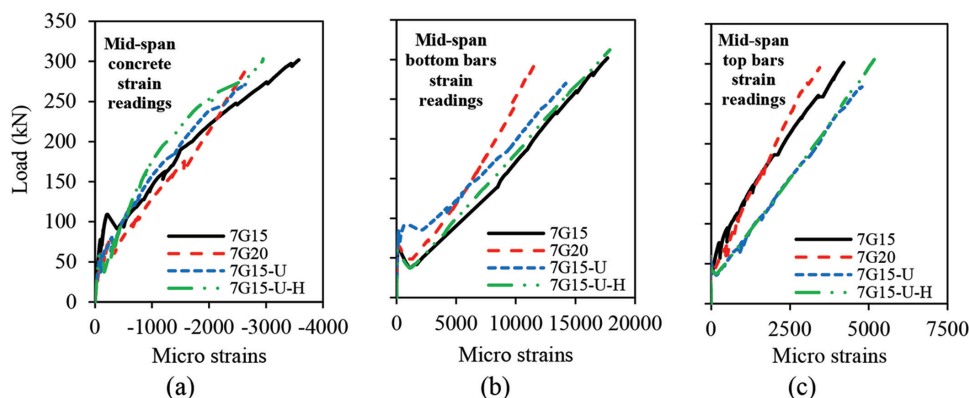 Mid-span
concrete
strain
readings
Load (kN)
350
300
250
200
150
100
50
0
7G15
7G20
7G15-U
7G15-U-H
0 -1000 -2000 -3000 -4000
Micro strains
(a)
Mid-span
bottom bars
strain
readings
7G15
7G20
7G15-U
7G15-U-H
0 5000 10000 15000 20000
Micro strains
(b)
Mid-span
top bars
strain
readings
7G15
7G20
7G15-U
7G15-U-H
0 2500 5000 7500
Micro strains
(c)